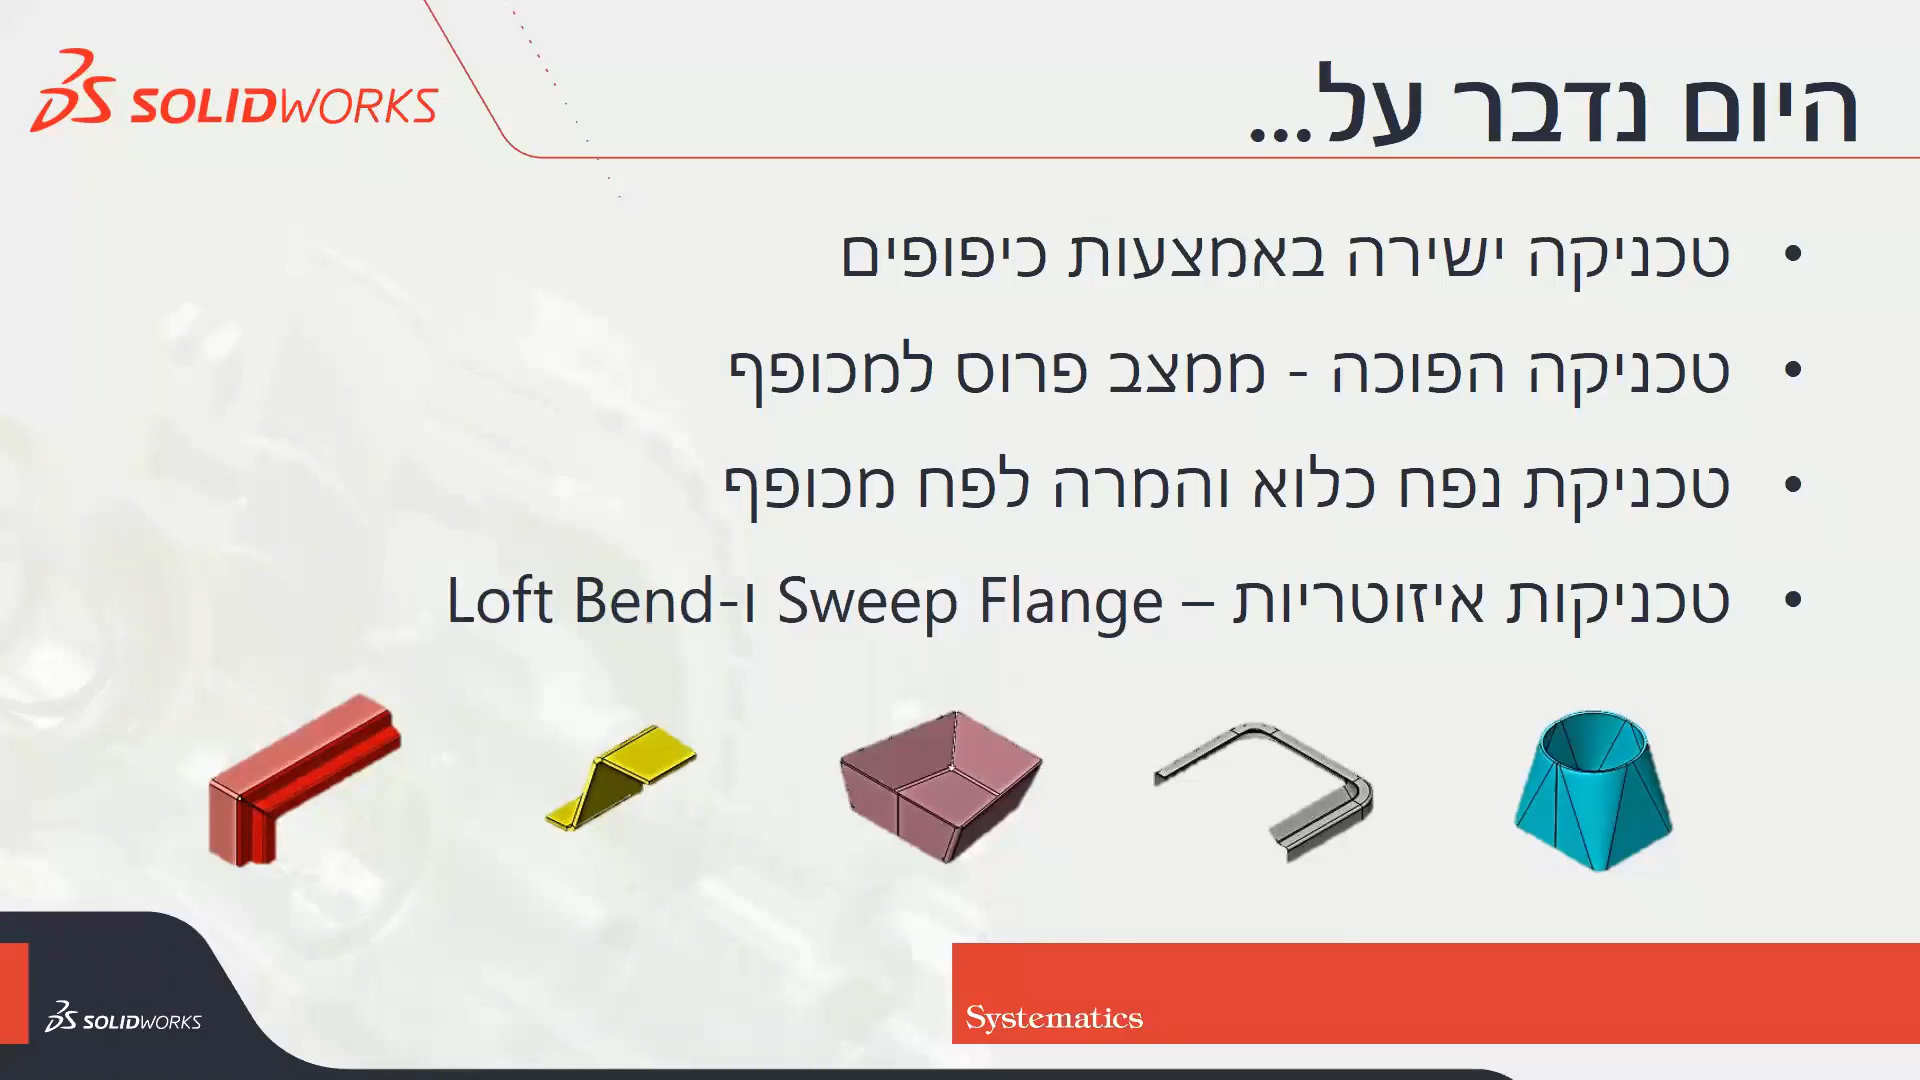 SOLIDWORKS
היום נדבר על...
• טכניקה ישירה באמצעות כיפופים
• טכניקה הפוכה - ממצב פרוס למכופף
• טכניקת נפח כלוא והמרה לפח מכופף
• טכניקות איזוטריות – Sweep Flange ו-Loft Bend
SOLIDWORKS
Systematics